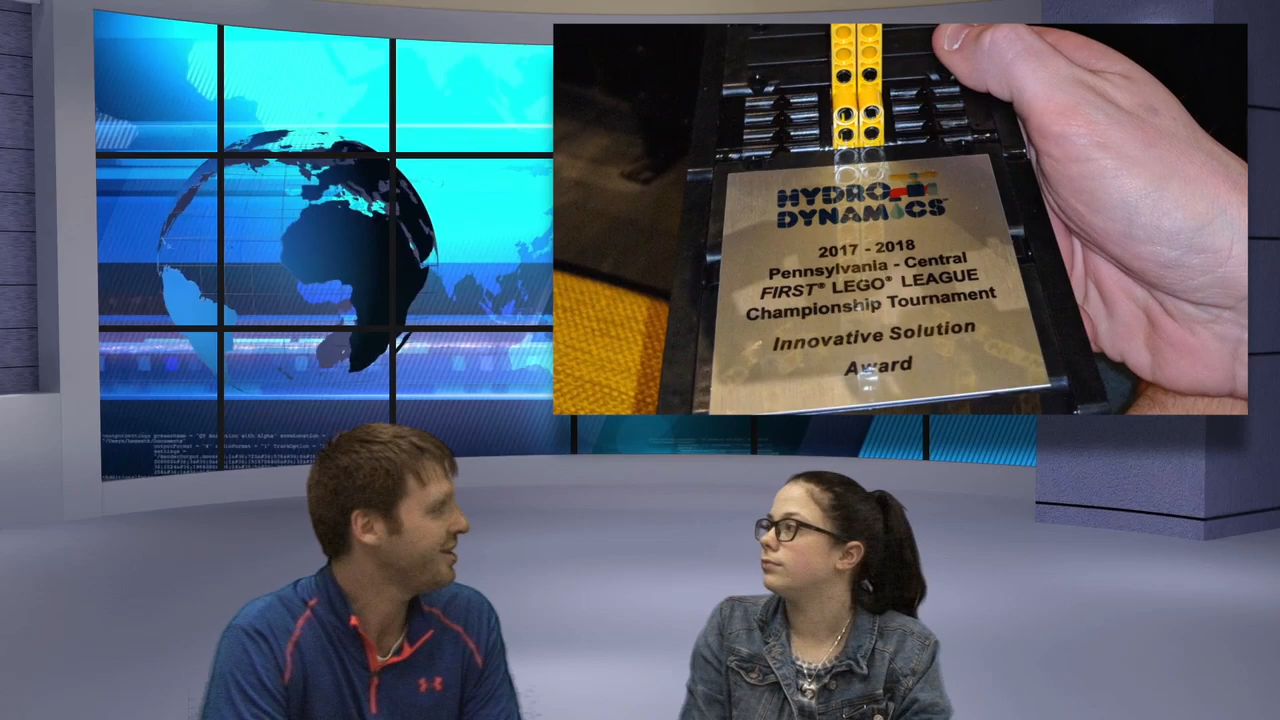 HYDRO
DYNAMICS
2017 - 2018
Pennsylvania - Central
FIRST® LEGO® LEAGUE
Championship Tournament
Innovative Solution
Award